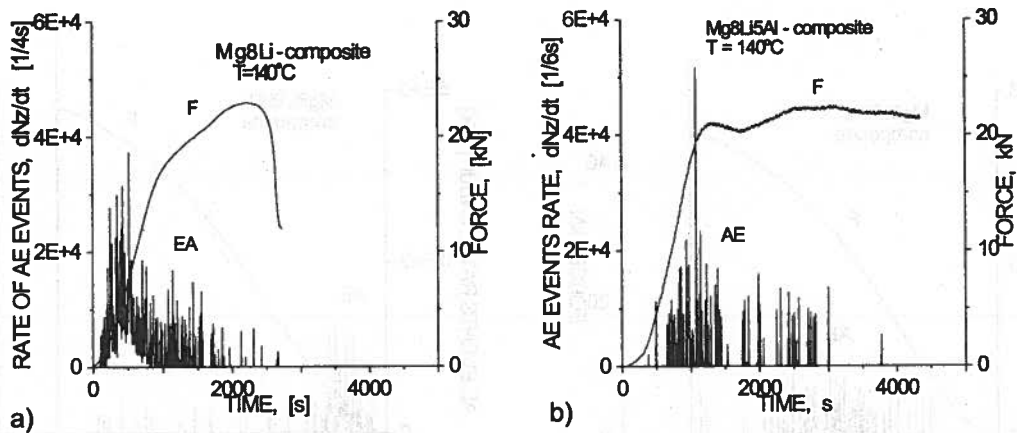 RATE OF AE EVENTS, dNz/dt [1/4s]
6E+4
4E+4
2E+4
0
Mg8Li - composite
T=140°C
F
EA
30
20
10
0
FORCE, [kN]
0
2000
4000
TIME, [s]
a)
AE EVENTS RATE, dNz/dt [1/6s]
6E+4
4E+4
2E+4
0
Mg8Li5Al - composite
T = 140°C
F
AE
30
20
10
0
FORCE, [kN]
0
2000
4000
TIME, s
b)